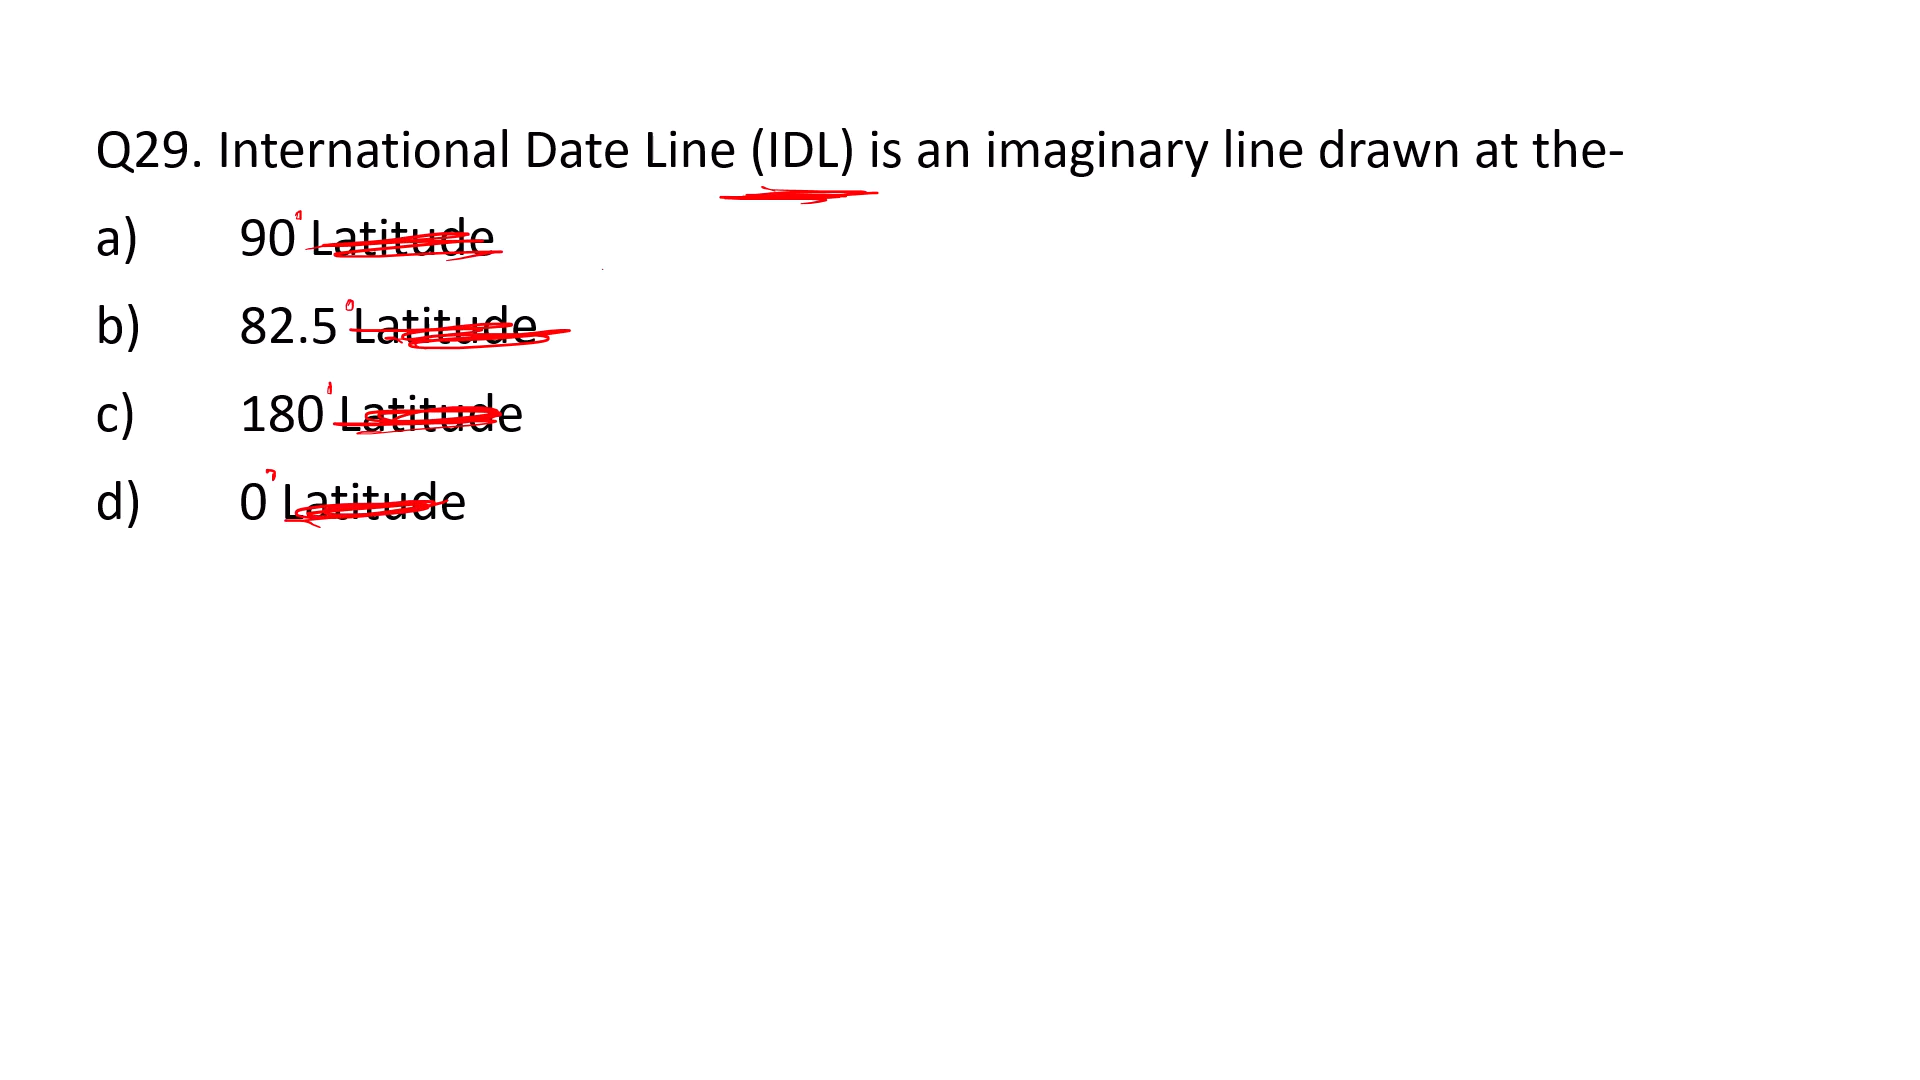 Q29. International Date Line (IDL) is an imaginary line drawn at the-
a) 90° Latitude
b) 82.5° Latitude
c) 180° Latitude
d) 0° Latitude